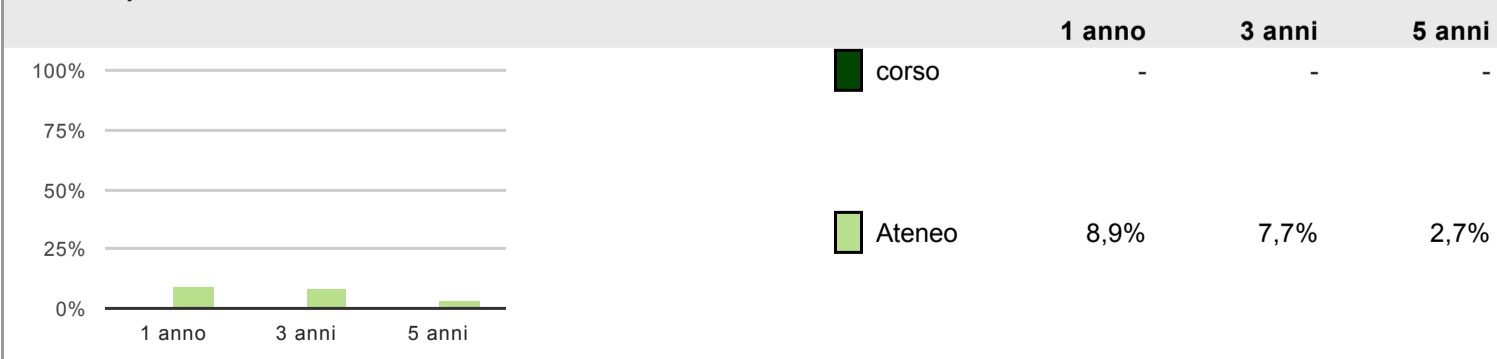 1 anno 3 anni 5 anni
100%
corso - - -
75%
50%
Ateneo 8,9% 7,7% 2,7%
25%
0%
1 anno 3 anni 5 anni